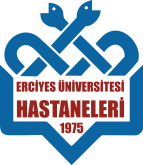 ERCİYES ÜNİVERSİTESİ
HASTANELERİ
1975